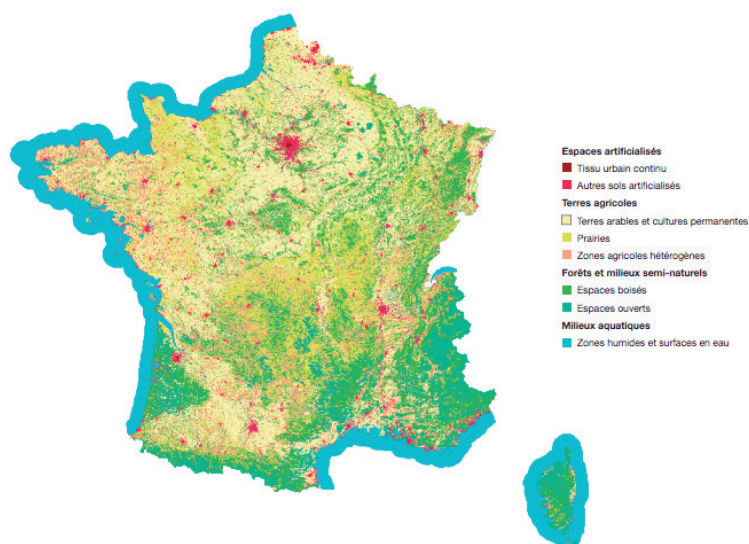 Espaces artificialisés
Tissu urbain continu
Autres sols artificialisés
Terres agricoles
Terres arables et cultures permanentes
Prairies
Zones agricoles hétérogènes
Forêts et milieux semi-naturels
Espaces boisés
Espaces ouverts
Milieux aquatiques
Zones humides et surfaces en eau